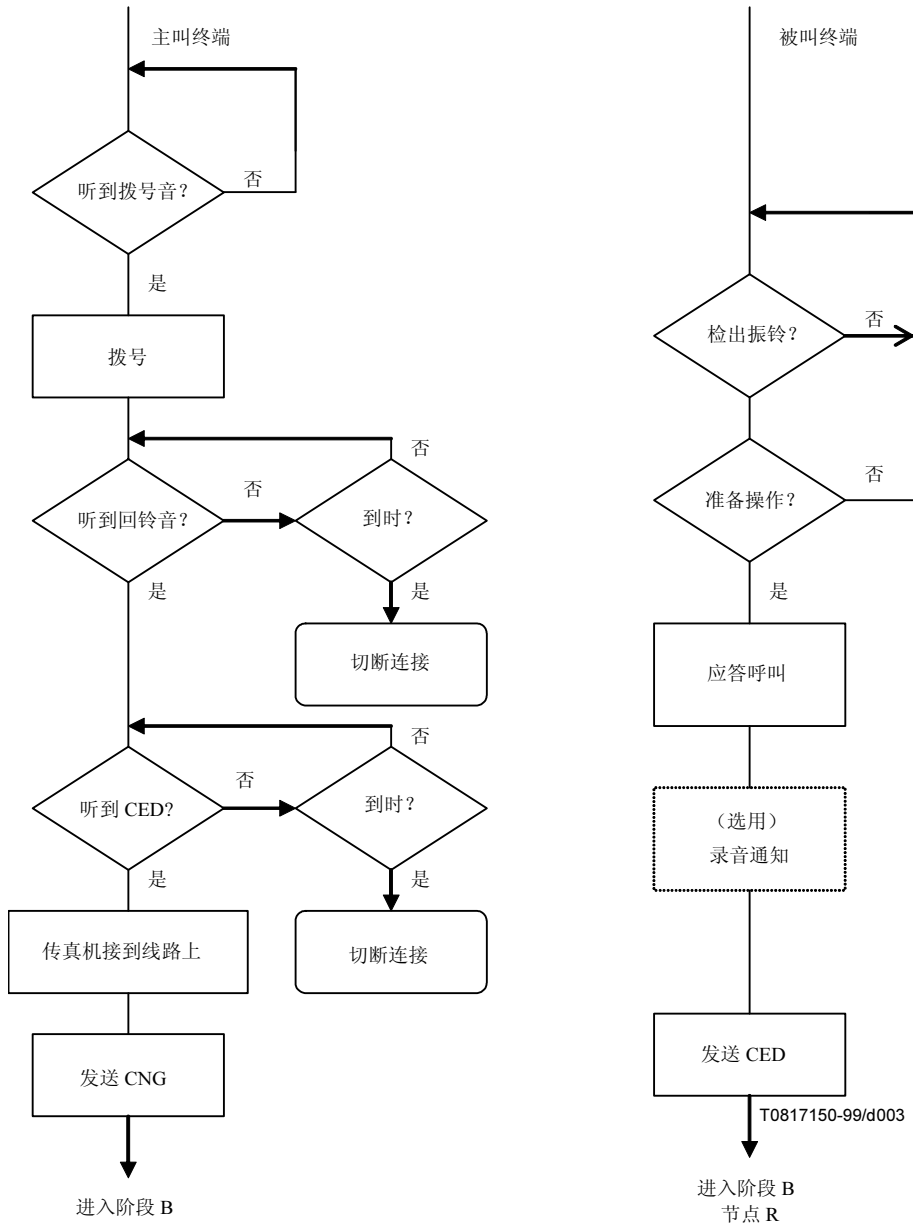 主叫终端
听到拨号音？
否
是
拨号
听到回铃音？
否
到时？
否
是
是
切断连接
听到 CED？
否
到时？
否
是
是
传真机接到线路上
切断连接
发送 CNG
进入阶段 B
被叫终端
检出振铃？
否
准备操作？
否
是
应答呼叫
（选用）
录音通知
发送 CED
T0817150-99/d003
进入阶段 B
节点 R